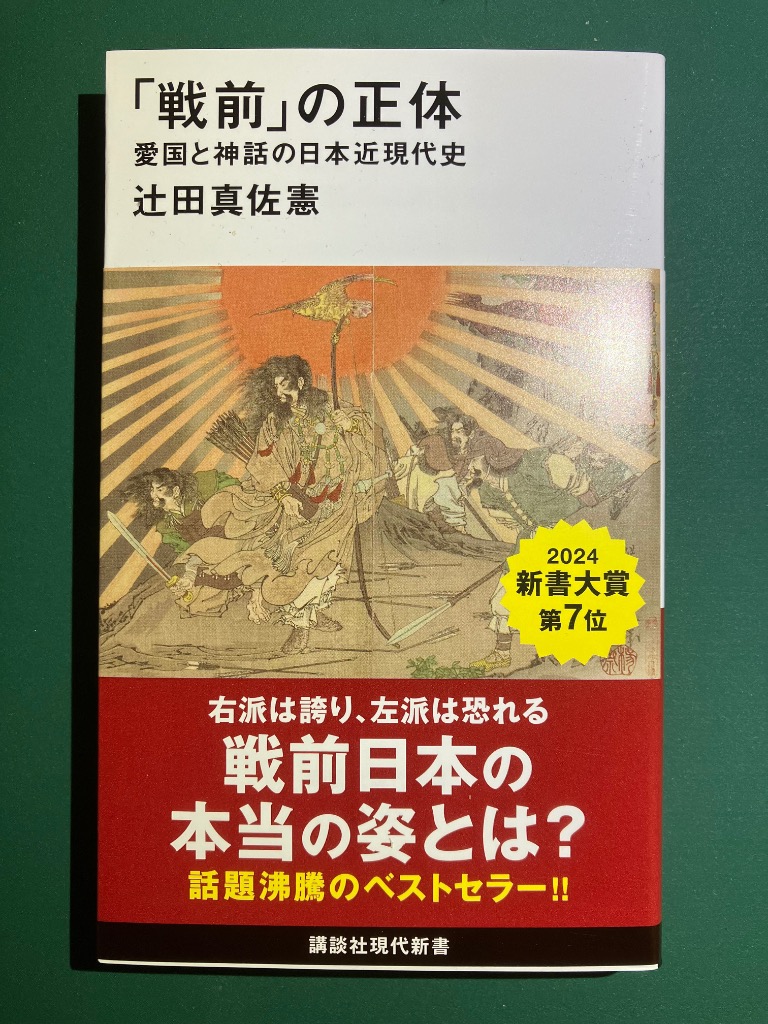 「戦前」の正体
愛国と神話の日本近現代史
辻田真佐憲
2024
新書大賞
第7位
右派は誇り、左派は恐れる
戦前日本の
本当の姿とは?
話題沸騰のベストセラー!!
講談社現代新書